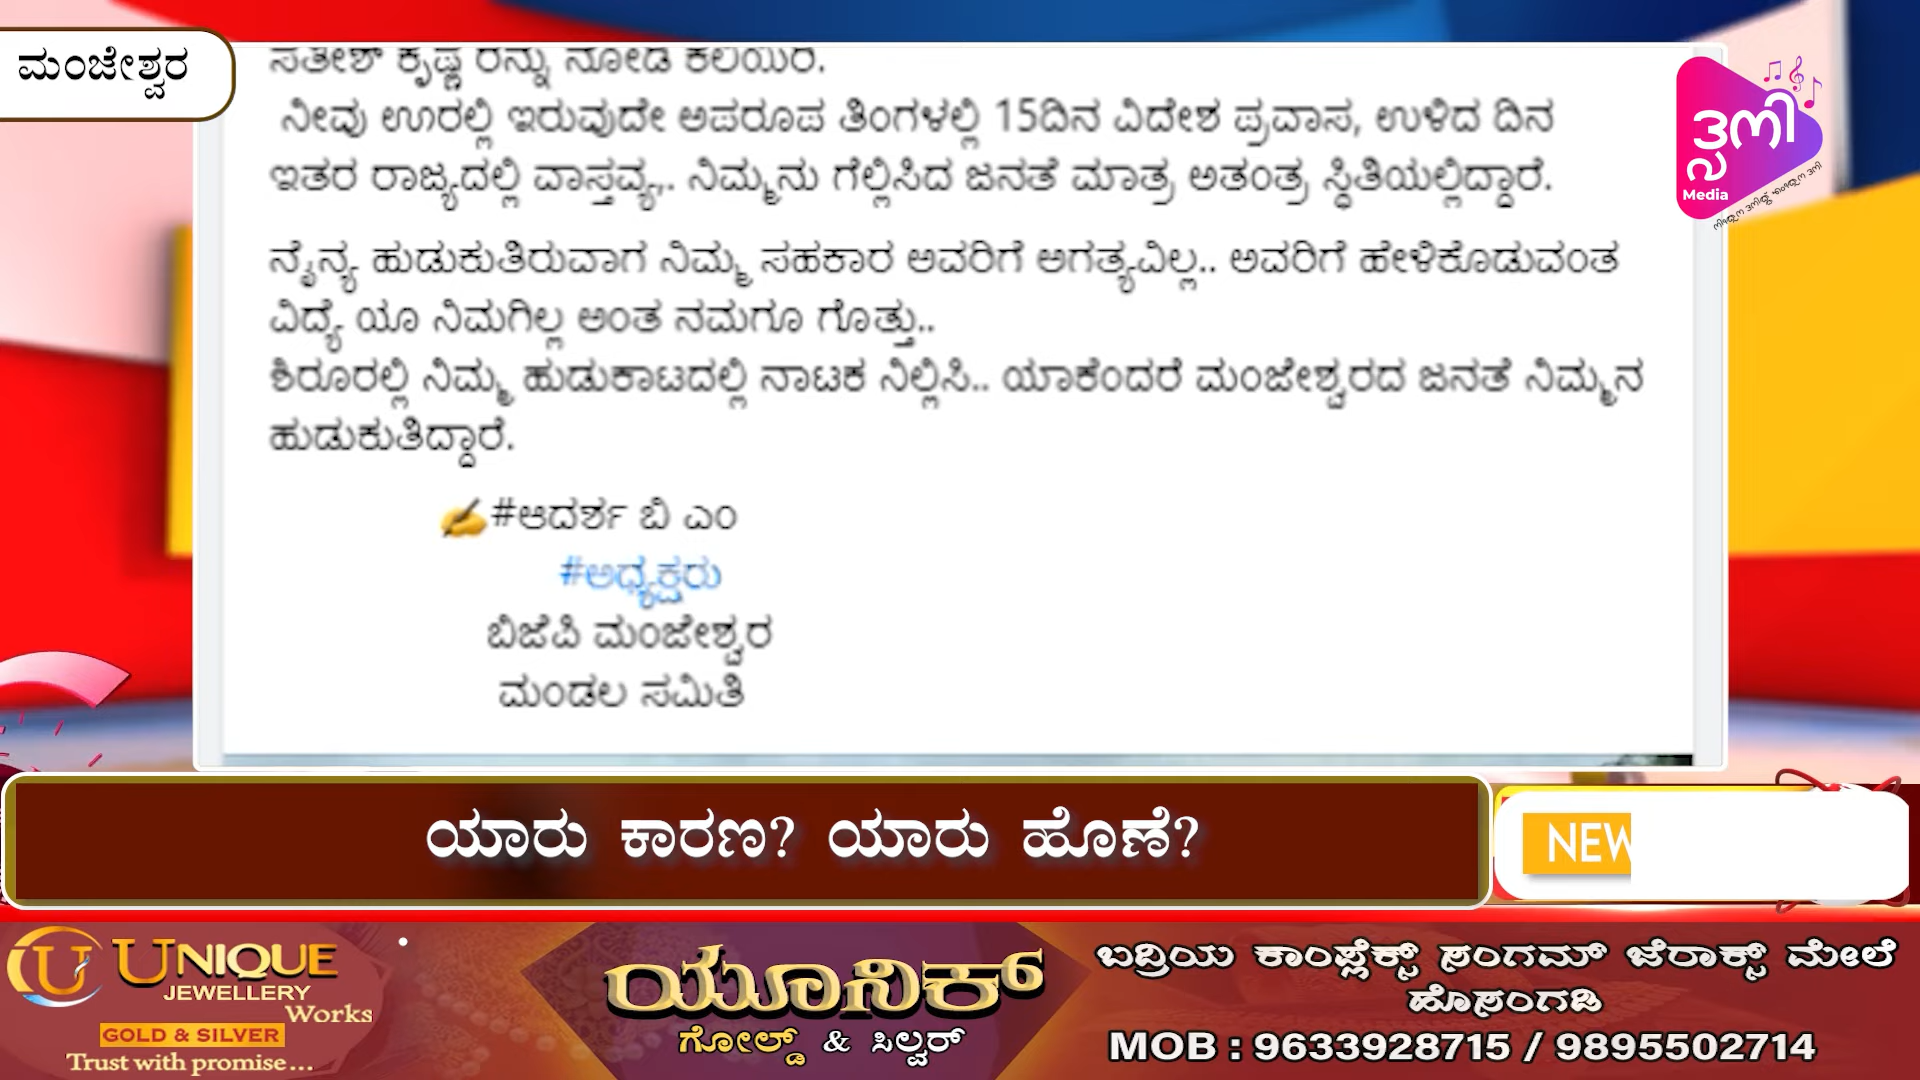 ಮಂಜೇಶ್ವರ
ಸತೀಶ್ ಕೃಷ್ಣ ರನ್ನು ನೋಡಿ ಕಲಿಯಿರಿ.
ನೀವು ಊರಲ್ಲಿ ಇರುವುದೇ ಅಪರೂಪ ತಿಂಗಳಲ್ಲಿ 15ದಿನ ವಿದೇಶ ಪ್ರವಾಸ, ಉಳಿದ ದಿನ
ಇತರ ರಾಜ್ಯದಲ್ಲಿ ವಾಸ್ತವ್ಯ,. ನಿಮ್ಮನು ಗೆಲ್ಲಿಸಿದ ಜನತೆ ಮಾತ್ರ ಅತಂತ್ರ ಸ್ಥಿತಿಯಲ್ಲಿದ್ದಾರೆ.
ನೈನ್ಯ ಹುಡುಕುತಿರುವಾಗ ನಿಮ್ಮ ಸಹಕಾರ ಅವರಿಗೆ ಅಗತ್ಯವಿಲ್ಲ.. ಅವರಿಗೆ ಹೇಳಿಕೊಡುವಂತ
ವಿದ್ಯೆ ಯೂ ನಿಮಗಿಲ್ಲ ಅಂತ ನಮಗೂ ಗೊತ್ತು..
ಶಿರೂರಲ್ಲಿ ನಿಮ್ಮ ಹುಡುಕಾಟದಲ್ಲಿ ನಾಟಕ ನಿಲ್ಲಿಸಿ.. ಯಾಕೆಂದರೆ ಮಂಜೇಶ್ವರದ ಜನತೆ ನಿಮ್ಮನ
ಹುಡುಕುತಿದ್ದಾರೆ.
✍️#ಆದರ್ಶ ಬಿ ಎಂ
#ಅಧ್ಯಕ್ಷರು
ಬಿಜೆಪಿ ಮಂಜೇಶ್ವರ
ಮಂಡಲ ಸಮಿತಿ
Media
ಯಾರು ಕಾರಣ? ಯಾರು ಹೊಣೆ?
NEW
UNIQUE
JEWELLERY
Works
GOLD & SILVER
Trust with promise...
ಯೂನಿಕ್
ಗೋಲ್ಡ್ & ಸಿಲ್ವರ್
ಬದ್ರಿಯ ಕಾಂಪ್ಲೆಕ್ಸ್ ಸಂಗಮ್ ಜೆರಾಕ್ಸ್ ಮೇಲೆ
ಹೊಸಂಗಡಿ
MOB : 9633928715 / 9895502714